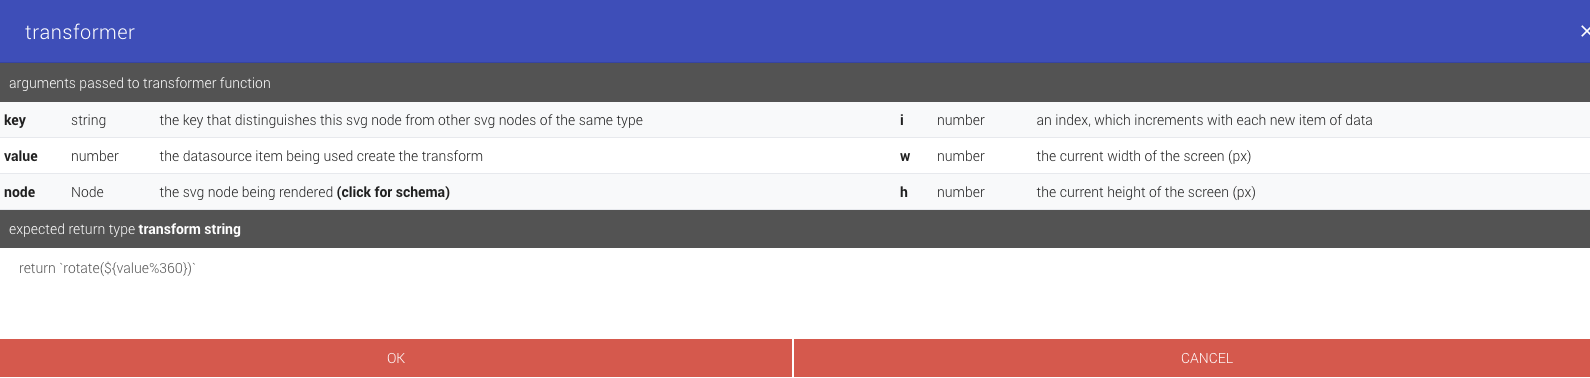 transformer
arguments passed to transformer function
key string the key that distinguishes this svg node from other svg nodes of the same type i number an index, which increments with each new item of data
value number the datasource item being used create the transform w number the current width of the screen (px)
node Node the svg node being rendered (click for schema) h number the current height of the screen (px)
expected return type transform string
return `rotate(${value%360})`
OK CANCEL